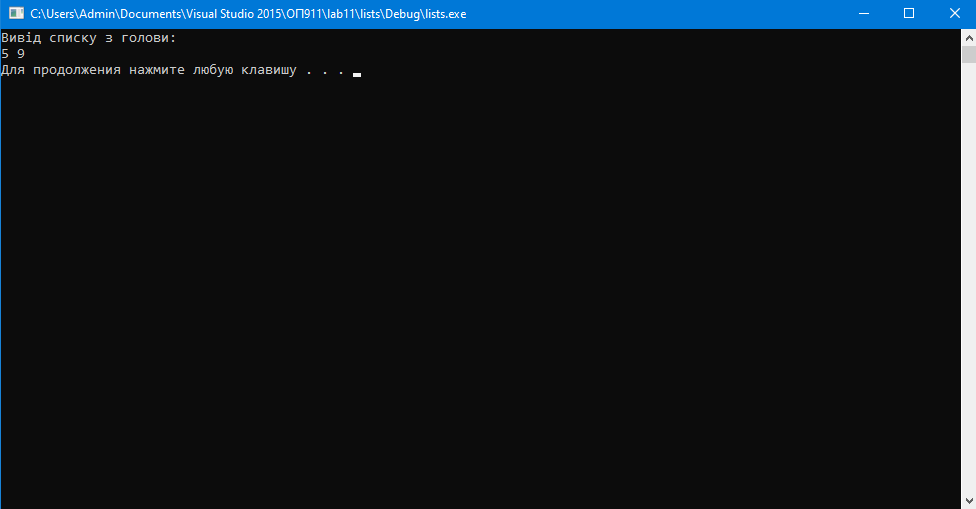 C:\Users\Admin\Documents\Visual Studio 2015\ОП911\lab11\lists\Debug\lists.exe
Вивід списку з голови:
5 9
Для продолжения нажмите любую клавишу . . .